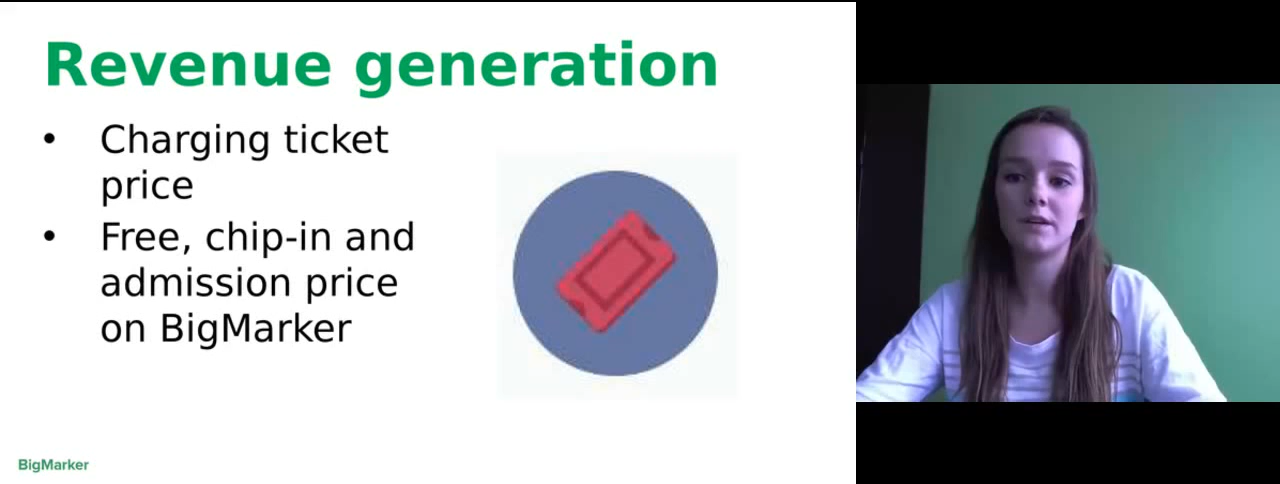 Revenue generation
• Charging ticket
price
• Free, chip-in and
admission price
on BigMarker
BigMarker